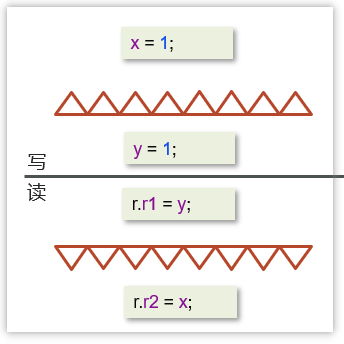 x = 1;
y = 1;
写
读
r.r1 = y;
r.r2 = x;